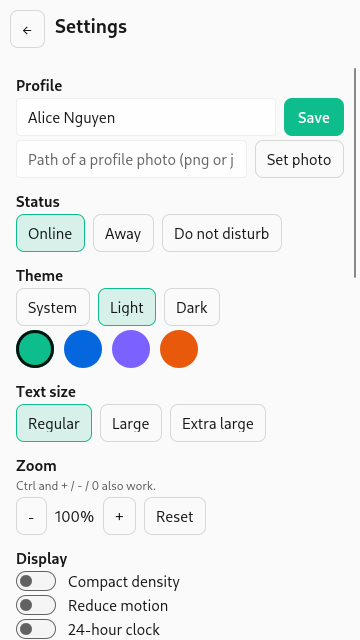 ← Settings
Profile
Alice Nguyen Save
Path of a profile photo (png or j Set photo
Status
Online Away Do not disturb
Theme
System Light Dark
Text size
Regular Large Extra large
Zoom
Ctrl and + / - / 0 also work.
- 100% + Reset
Display
Compact density
Reduce motion
24-hour clock